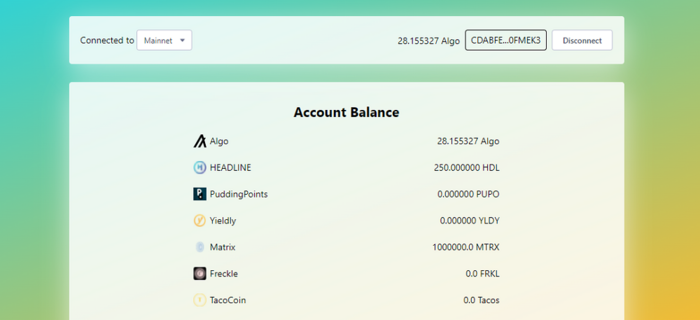 Connected to Mainnet 28.155327 Algo CDABFE...0FMEK3 Disconnect
Account Balance
Algo 28.155327 Algo
HEADLINE 250.000000 HDL
PuddingPoints 0.000000 PUPO
Yieldly 0.000000 YLDY
Matrix 1000000.0 MTRX
Freckle 0.0 FRKL
TacoCoin 0.0 Tacos